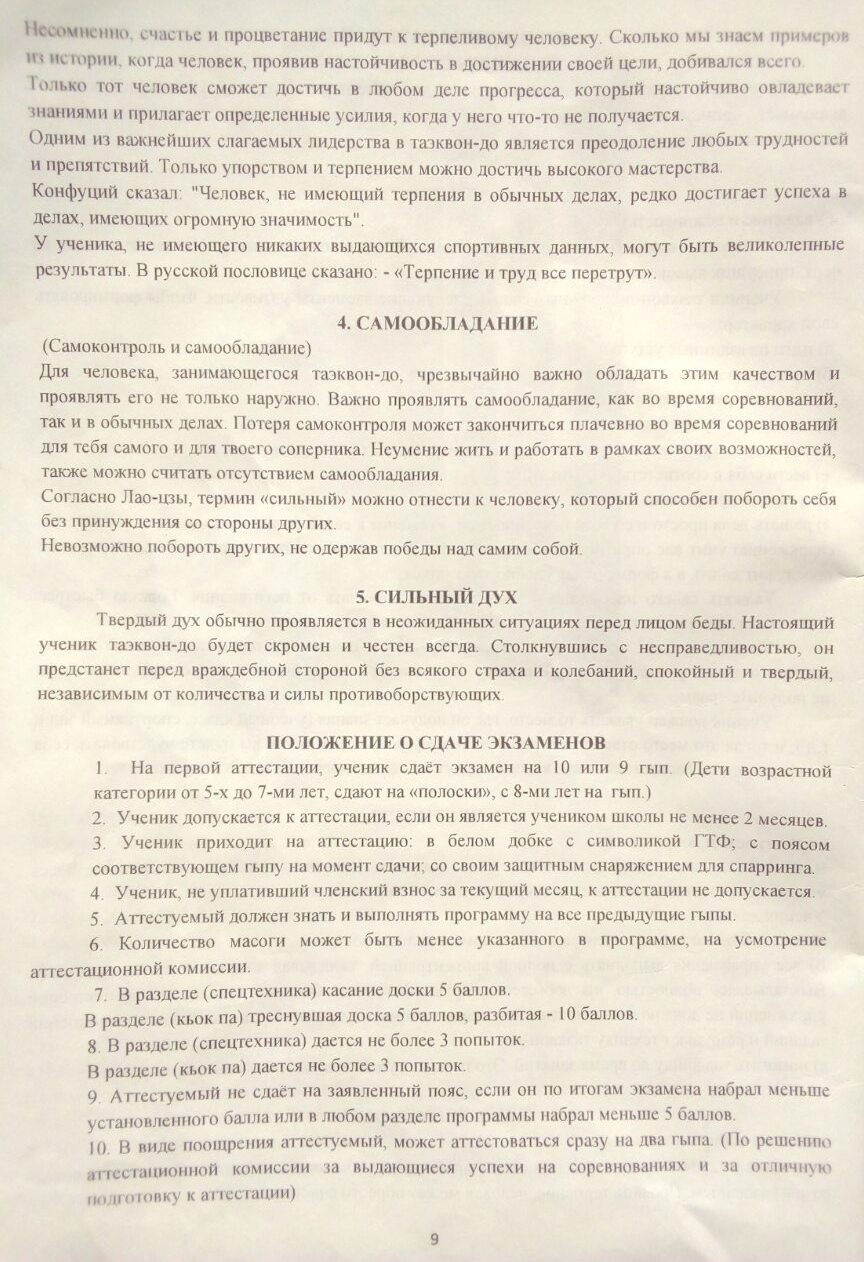 Несомненно, счастье и процветание придут к терпеливому человеку. Сколько мы знаем примеров
из истории, когда человек, проявив настойчивость в достижении своей цели, добивался всего.
Только тот человек сможет достичь в любом деле прогресса, который настойчиво овладевает
знаниями и прилагает определенные усилия, когда у него что-то не получается.
Одним из важнейших слагаемых лидерства в таэквон-до является преодоление любых трудностей
и препятствий. Только упорством и терпением можно достичь высокого мастерства.
Конфуций сказал: "Человек, не имеющий терпения в обычных делах, редко достигает успеха в
делах, имеющих огромную значимость".
У ученика, не имеющего никаких выдающихся спортивных данных, могут быть великолепные
результаты. В русской пословице сказано: - «Терпение и труд все перетрут».
4. САМООБЛАДАНИЕ
(Самоконтроль и самообладание)
Для человека, занимающегося таэквон-до, чрезвычайно важно обладать этим качеством и
проявлять его не только наружно. Важно проявлять самообладание, как во время соревнований,
так и в обычных делах. Потеря самоконтроля может закончиться плачевно во время соревнований
для тебя самого и для твоего соперника. Неумение жить и работать в рамках своих возможностей,
также можно считать отсутствием самообладания.
Согласно Лао-цзы, термин «сильный» можно отнести к человеку, который способен побороть себя
без принуждения со стороны других.
Невозможно побороть других, не одержав победы над самим собой.
5. СИЛЬНЫЙ ДУХ
Твердый дух обычно проявляется в неожиданных ситуациях перед лицом беды. Настоящий
ученик таэквон-до будет скромен и честен всегда. Столкнувшись с несправедливостью, он
предстанет перед враждебной стороной без всякого страха и колебаний, спокойный и твердый,
независимым от количества и силы противоборствующих.
ПОЛОЖЕНИЕ О СДАЧЕ ЭКЗАМЕНОВ
1. На первой аттестации, ученик сдаёт экзамен на 10 или 9 гып. (Дети возрастной
категории от 5-х до 7-ми лет, сдают на «полоски», с 8-ми лет на гып.)
2. Ученик допускается к аттестации, если он является учеником школы не менее 2 месяцев.
3. Ученик приходит на аттестацию: в белом добке с символикой ГТФ; с поясом
соответствующем гыпу на момент сдачи; со своим защитным снаряжением для спарринга.
4. Ученик, не уплативший членский взнос за текущий месяц, к аттестации не допускается.
5. Аттестуемый должен знать и выполнять программу на все предыдущие гыпы.
6. Количество масоги может быть менее указанного в программе, на усмотрение
аттестационной комиссии.
7. В разделе (спецтехника) касание доски 5 баллов.
В разделе (кьок па) треснувшая доска 5 баллов, разбитая - 10 баллов.
8. В разделе (спецтехника) дается не более 3 попыток.
В разделе (кьок па) дается не более 3 попыток.
9. Аттестуемый не сдаёт на заявленный пояс, если он по итогам экзамена набрал меньше
установленного балла или в любом разделе программы набрал меньше 5 баллов.
10. В виде поощрения аттестуемый, может аттестоваться сразу на два гыпа. (По решению
аттестационной комиссии за выдающиеся успехи на соревнованиях и за отличную
подготовку к аттестации)
9